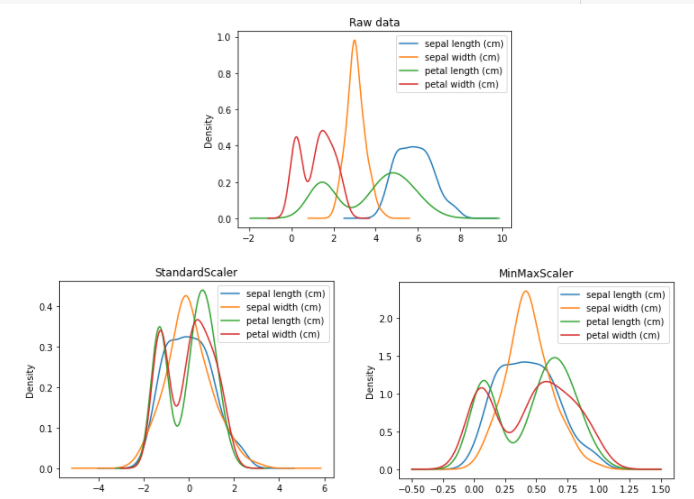 Raw data
1.0
0.8
0.6
0.4
0.2
0.0
Density
sepal length (cm)
sepal width (cm)
petal length (cm)
petal width (cm)
−2 0 2 4 6 8 10
StandardScaler
0.4
0.3
0.2
0.1
0.0
Density
sepal length (cm)
sepal width (cm)
petal length (cm)
petal width (cm)
−4 −2 0 2 4 6
MinMaxScaler
2.0
1.5
1.0
0.5
0.0
Density
sepal length (cm)
sepal width (cm)
petal length (cm)
petal width (cm)
−0.50 −0.25 0.00 0.25 0.50 0.75 1.00 1.25 1.50